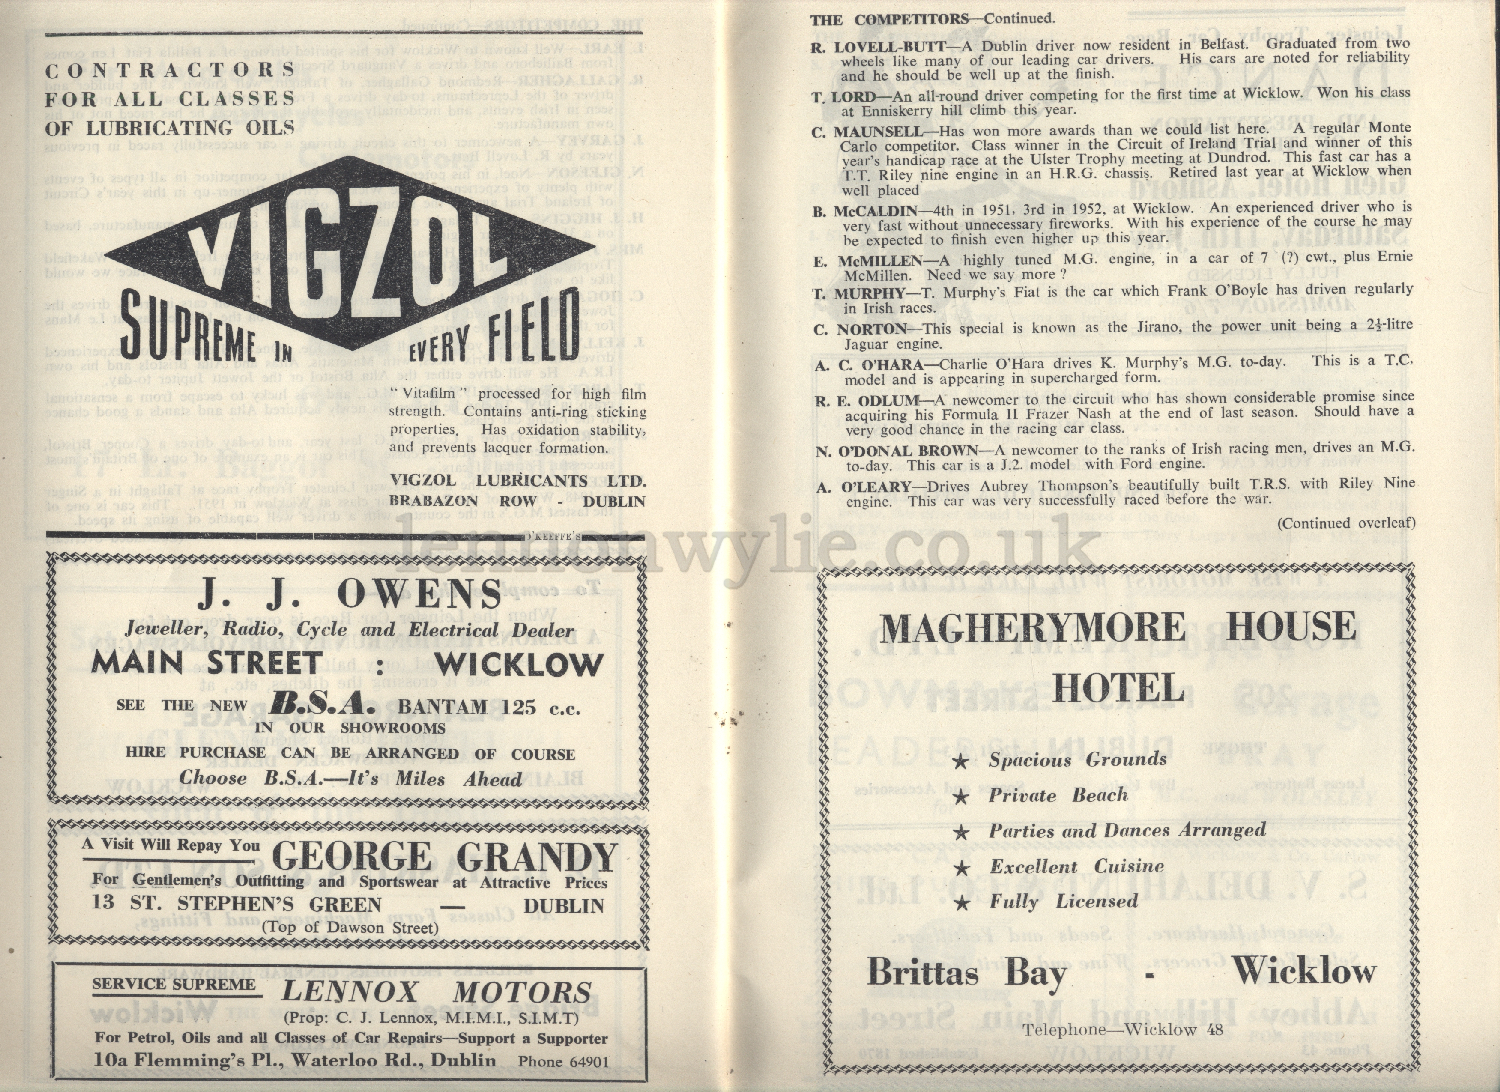 CONTRACTORS
FOR ALL CLASSES
OF LUBRICATING OILS
VIGZOL
SUPREME IN EVERY FIELD
"Vitafilm" processed for high film
strength. Contains anti-ring sticking
properties. Has oxidation stability,
and prevents lacquer formation.
VIGZOL LUBRICANTS LTD.
BRABAZON ROW - DUBLIN
O'KEEFFE'S
J. J. OWENS
Jeweller, Radio, Cycle and Electrical Dealer
MAIN STREET : WICKLOW
SEE THE NEW B.S.A. BANTAM 125 c.c.
IN OUR SHOWROOMS
HIRE PURCHASE CAN BE ARRANGED OF COURSE
Choose B.S.A.—It's Miles Ahead
A Visit Will Repay You GEORGE GRANDY
For Gentlemen's Outfitting and Sportswear at Attractive Prices
13 ST. STEPHEN'S GREEN — DUBLIN
(Top of Dawson Street)
SERVICE SUPREME LENNOX MOTORS
(Prop: C. J. Lennox, M.I.M.I., S.I.M.T)
For Petrol, Oils and all Classes of Car Repairs—Support a Supporter
10a Flemming's Pl., Waterloo Rd., Dublin Phone 64901
THE COMPETITORS—Continued.
R. LOVELL-BUTT—A Dublin driver now resident in Belfast. Graduated from two
wheels like many of our leading car drivers. His cars are noted for reliability
and he should be well up at the finish.
T. LORD—An all-round driver competing for the first time at Wicklow. Won his class
at Enniskerry hill climb this year.
C. MAUNSELL—Has won more awards than we could list here. A regular Monte
Carlo competitor. Class winner in the Circuit of Ireland Trial and winner of this
year's handicap race at the Ulster Trophy meeting at Dundrod. This fast car has a
T.T. Riley nine engine in an H.R.G. chassis. Retired last year at Wicklow when
well placed
B. McCALDIN—4th in 1951, 3rd in 1952, at Wicklow. An experienced driver who is
very fast without unnecessary fireworks. With his experience of the course he may
be expected to finish even higher up this year.
E. McMILLEN—A highly tuned M.G. engine, in a car of 7 (?) cwt., plus Ernie
McMillen. Need we say more ?
T. MURPHY—T. Murphy's Fiat is the car which Frank O'Boyle has driven regularly
in Irish races.
C. NORTON—This special is known as the Jirano, the power unit being a 2½-litre
Jaguar engine.
A. C. O'HARA—Charlie O'Hara drives K. Murphy's M.G. to-day. This is a T.C.
model and is appearing in supercharged form.
R. E. ODLUM—A newcomer to the circuit who has shown considerable promise since
acquiring his Formula II Frazer Nash at the end of last season. Should have a
very good chance in the racing car class.
N. O'DONAL BROWN—A newcomer to the ranks of Irish racing men, drives an M.G.
to-day. This car is a J.2. model with Ford engine.
A. O'LEARY—Drives Aubrey Thompson's beautifully built T.R.S. with Riley Nine
engine. This car was very successfully raced before the war.
(Continued overleaf)
lennonwylie.co.uk
MAGHERYMORE HOUSE
HOTEL
★ Spacious Grounds
★ Private Beach
★ Parties and Dances Arranged
★ Excellent Cuisine
★ Fully Licensed
Brittas Bay - Wicklow
Telephone—Wicklow 48